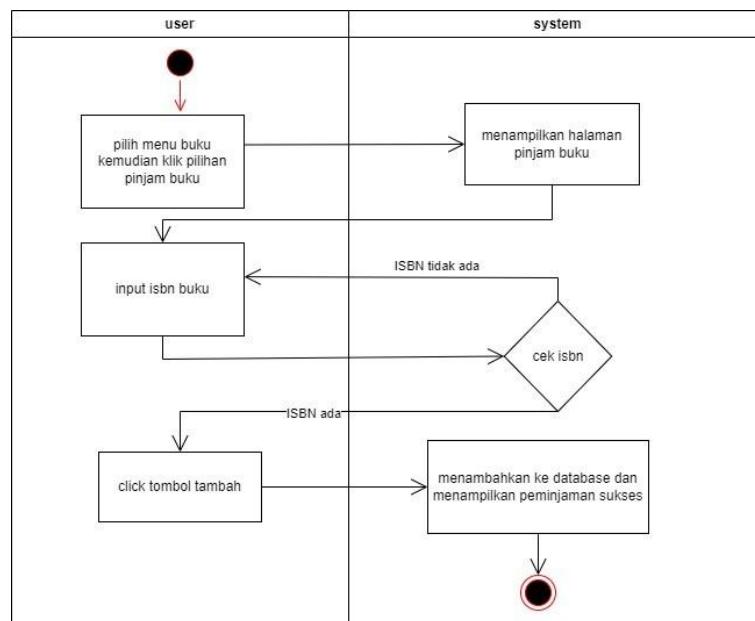 user
system
pilih menu buku
kemudian klik pilihan
pinjam buku
menampilkan halaman
pinjam buku
ISBN tidak ada
input isbn buku
cek isbn
ISBN ada
click tombol tambah
menambahkan ke database dan
menampilkan peminjaman sukses